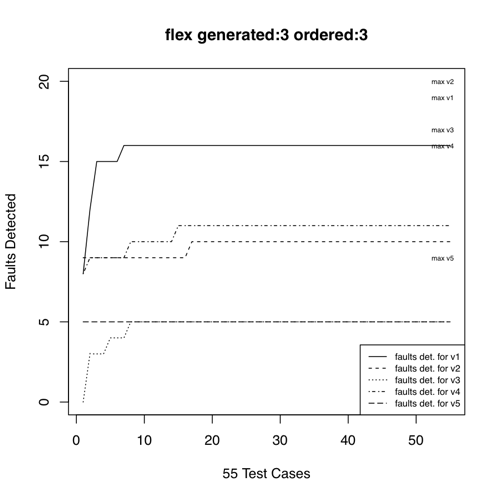 flex generated:3 ordered:3
Faults Detected
20
15
10
5
0
max v2
max v1
max v3
max v4
max v5
faults det. for v1
faults det. for v2
faults det. for v3
faults det. for v4
faults det. for v5
0 10 20 30 40 50
55 Test Cases